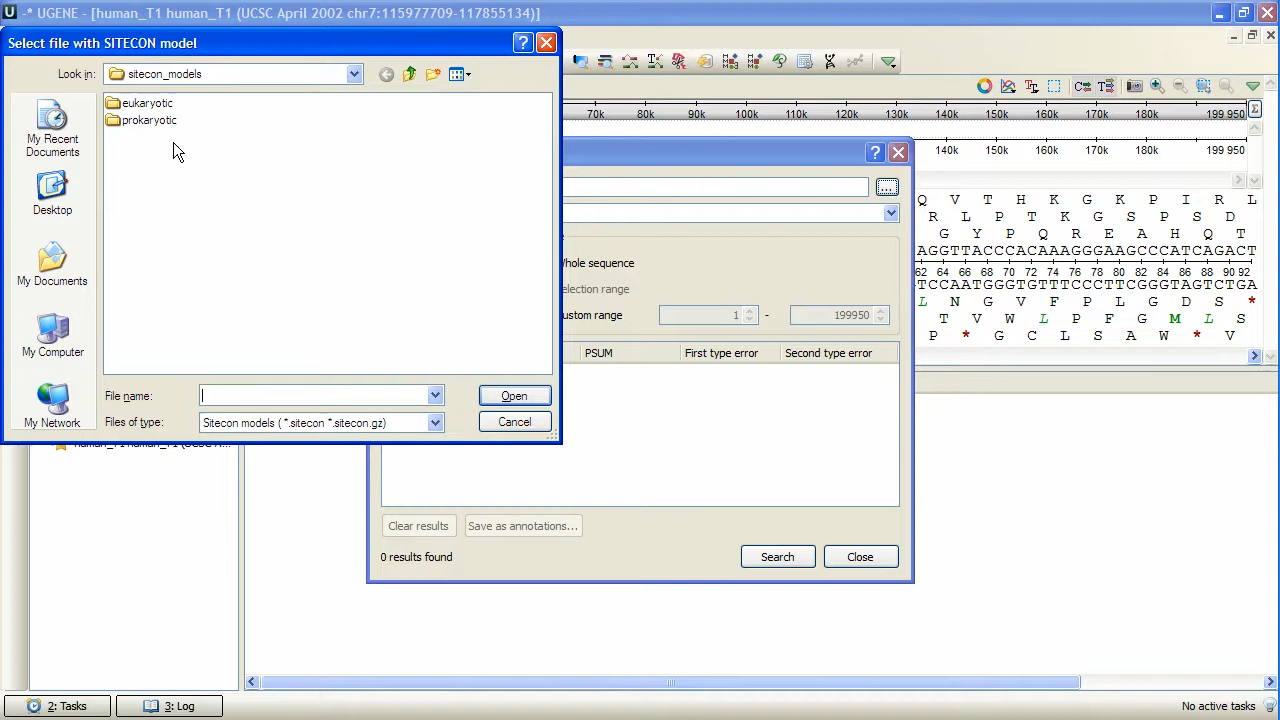 -* UGENE - [human_T1 human_T1 (UCSC April 2002 chr7:115977709-117855134)]
Select file with SITECON model
Look in: sitecon_models
eukaryotic
prokaryotic
My Recent
Documents
Desktop
My Documents
My Computer
My Network
File name:
Open
Files of type: Sitecon models ( *.sitecon *.sitecon.gz)
Cancel
70k 80k 90k 100k 110k 120k 130k 140k 150k 160k 170k 180k 199 950
140k 150k 160k 170k 180k 199 950
...
Whole sequence
election range
ustom range 1 - 199950
PSUM First type error Second type error
Q V T H K G K P I R L
R L P T K G S P S D
G Y P Q R E A H Q T
AGGTTACCCACAAAGGGAAGCCCATCAGACT
62 64 66 68 70 72 74 76 78 80 82 84 86 88 90 92
TCCAATGGGTGTTTCCCTTCGGGTAGTCTGA
L N G V F P L G D S *
T V W L P F G M L S
P * G C L S A W * V
Clear results Save as annotations...
0 results found Search Close
2: Tasks 3: Log No active tasks